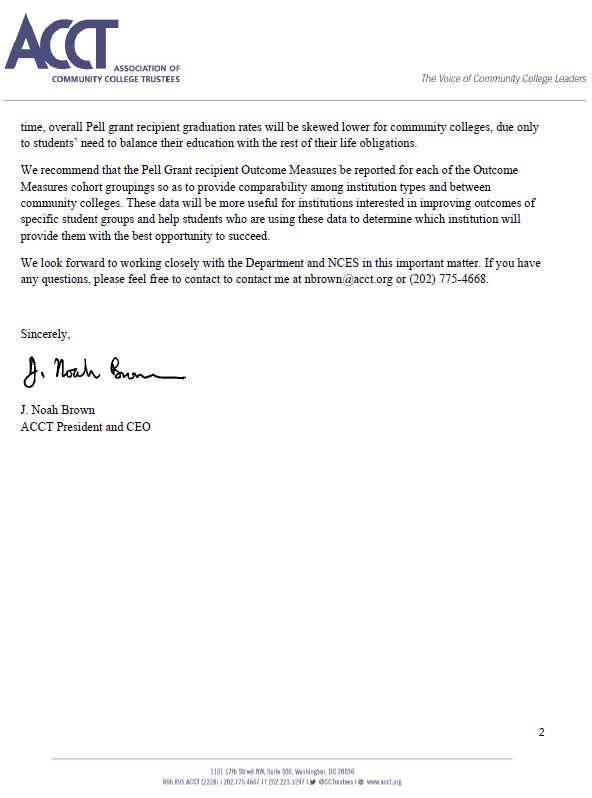 ACCT
ASSOCIATION OF
COMMUNITY COLLEGE TRUSTEES
The Voice of Community College Leaders
time, overall Pell grant recipient graduation rates will be skewed lower for community colleges, due only
to students' need to balance their education with the rest of their life obligations.
We recommend that the Pell Grant recipient Outcome Measures be reported for each of the Outcome
Measures cohort groupings so as to provide comparability among institution types and between
community colleges. These data will be more useful for institutions interested in improving outcomes of
specific student groups and help students who are using these data to determine which institution will
provide them with the best opportunity to succeed.
We look forward to working closely with the Department and NCES in this important matter. If you have
any questions, please feel free to contact to contact me at nbrown@acct.org or (202) 775-4668.
Sincerely,
J. Noah Brown
J. Noah Brown
ACCT President and CEO
2
1101 17th Street NW, Suite 300, Washington, DC 20036
866.895.ACCT (2228) | 202.775.4667 | f 202.223.1297 | @CCTrustees | www.acct.org